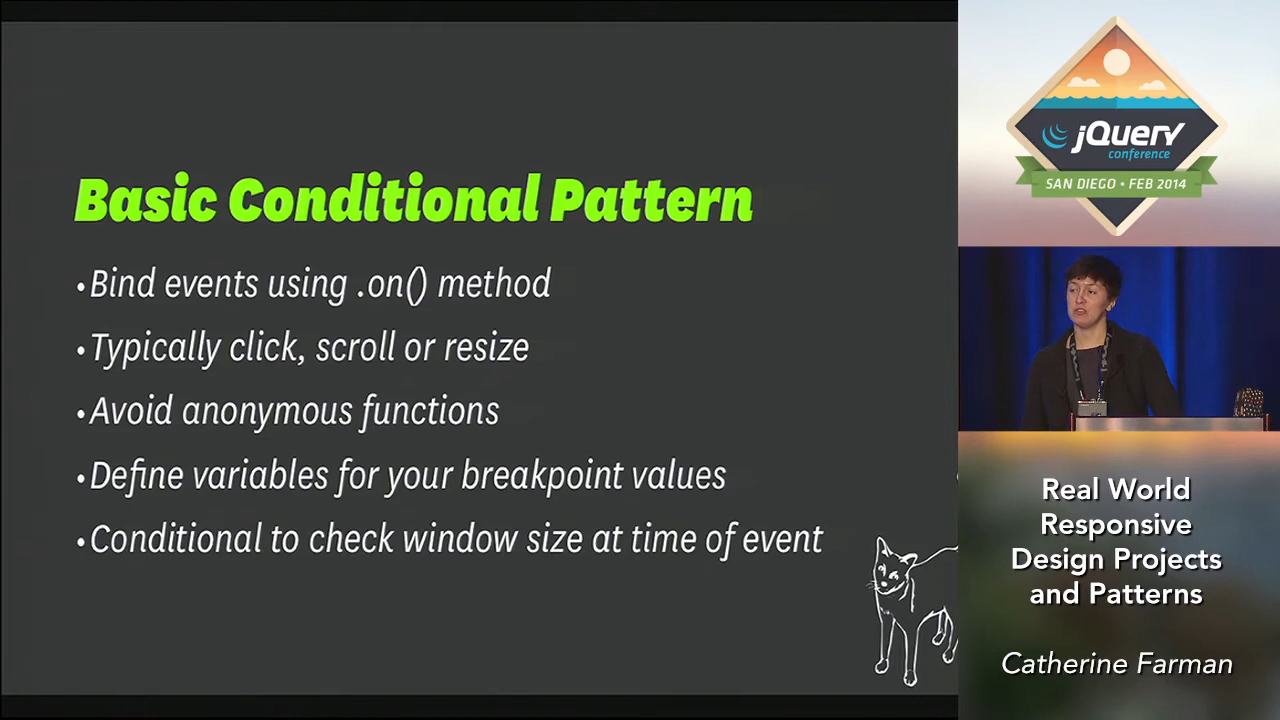 Basic Conditional Pattern
•Bind events using .on() method
•Typically click, scroll or resize
•Avoid anonymous functions
•Define variables for your breakpoint values
•Conditional to check window size at time of event
jQuery
conference
SAN DIEGO • FEB 2014
Real World
Responsive
Design Projects
and Patterns
Catherine Farman